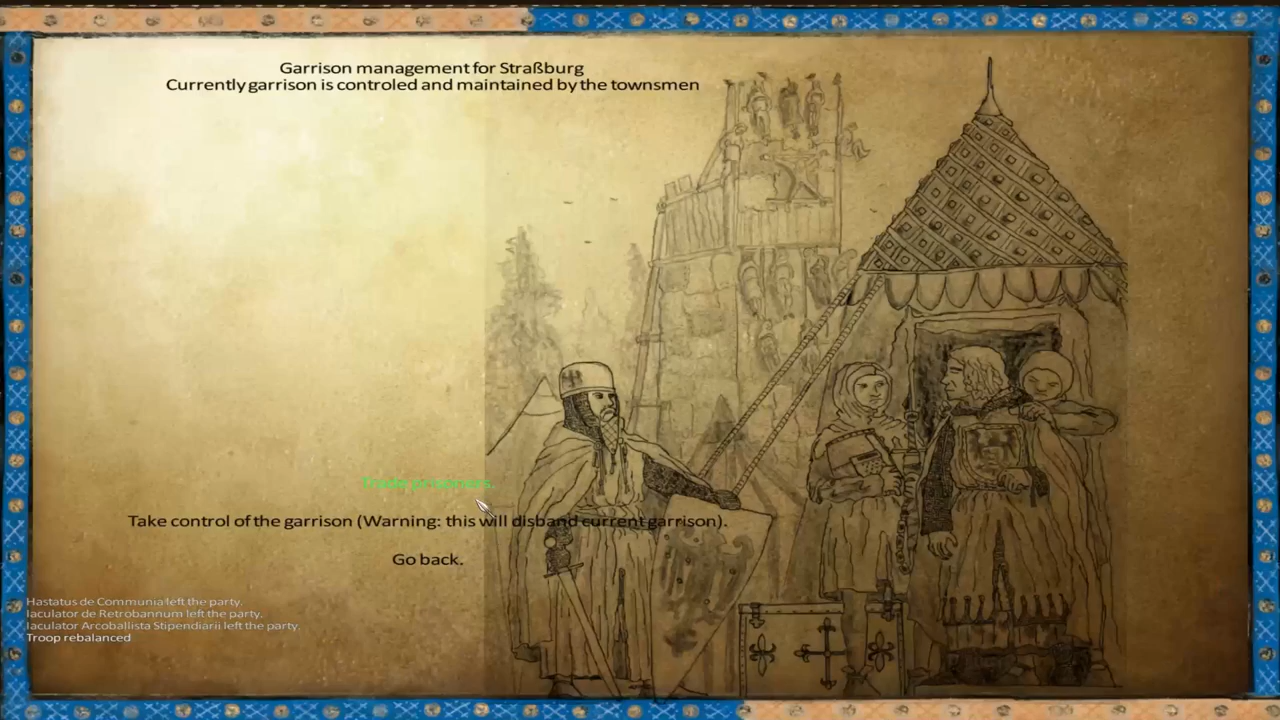 Garrison management for Straßburg
Currently garrison is controled and maintained by the townsmen
Trade prisoners.
Take control of the garrison (Warning: this will disband current garrison).
Go back.
Hastatus de Communia left the party.
Iaculator de Retrobannum left the party.
Iaculator Arcoballista Stipendiarii left the party.
Troop rebalanced